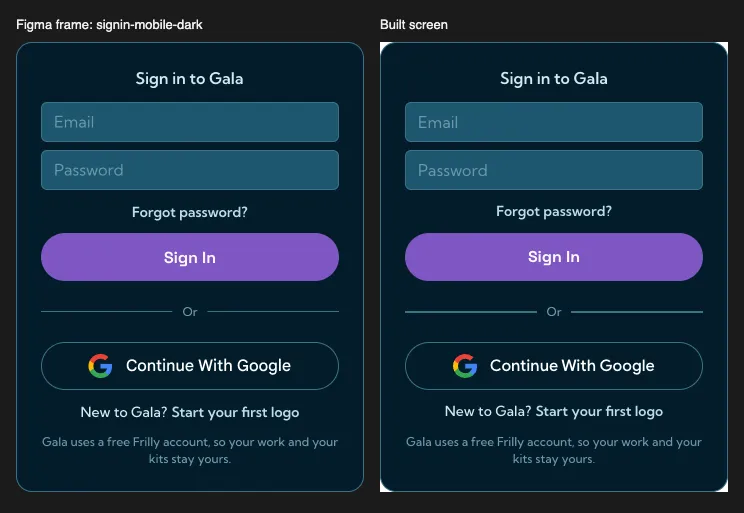 Figma frame: signin-mobile-dark
Sign in to Gala
Email
Password
Forgot password?
Sign In
Or
Continue With Google
New to Gala? Start your first logo
Gala uses a free Frilly account, so your work and your
kits stay yours.
Built screen
Sign in to Gala
Email
Password
Forgot password?
Sign In
Or
Continue With Google
New to Gala? Start your first logo
Gala uses a free Frilly account, so your work and your
kits stay yours.